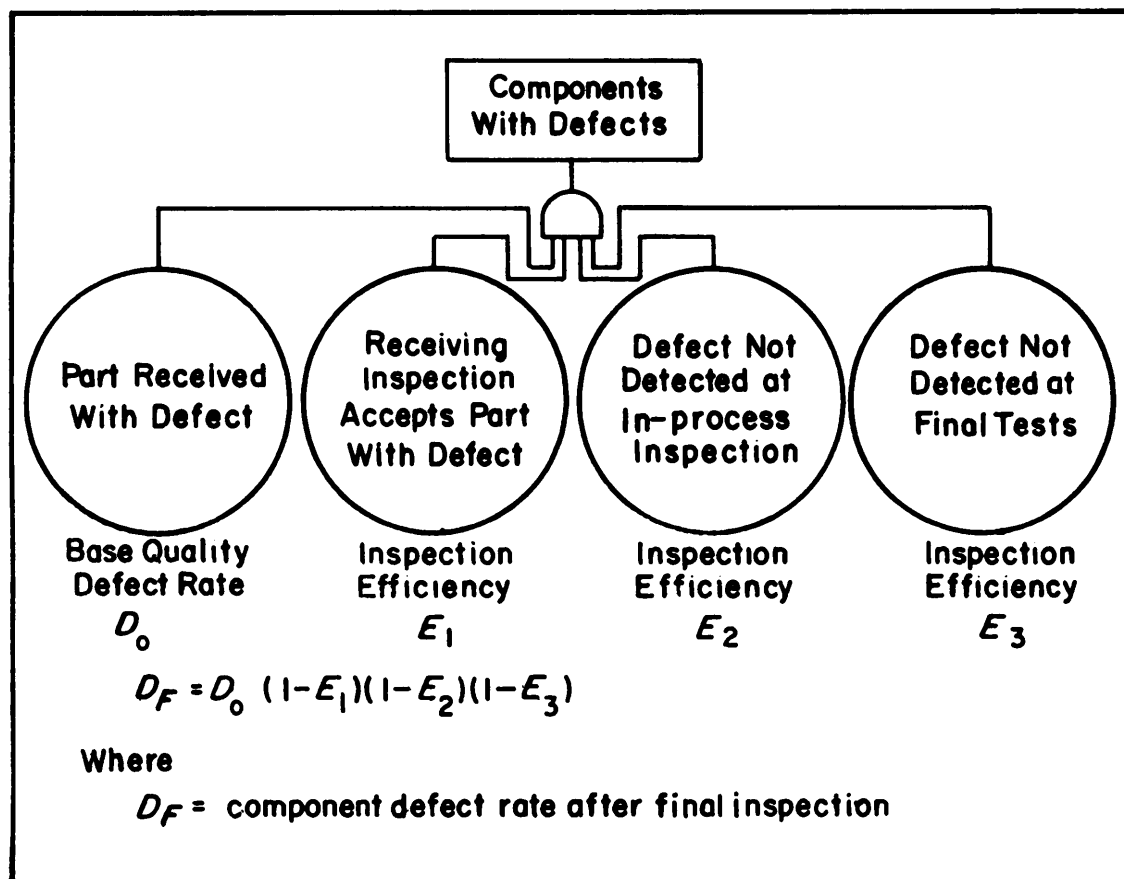 Components
With Defects
Part Received
With Defect
Receiving
Inspection
Accepts Part
With Defect
Defect Not
Detected at
In-process
Inspection
Defect Not
Detected at
Final Tests
Base Quality
Defect Rate
D₀
Inspection
Efficiency
E₁
Inspection
Efficiency
E₂
Inspection
Efficiency
E₃
D_F = D₀ (1-E₁)(1-E₂)(1-E₃)
Where
D_F = component defect rate after final inspection